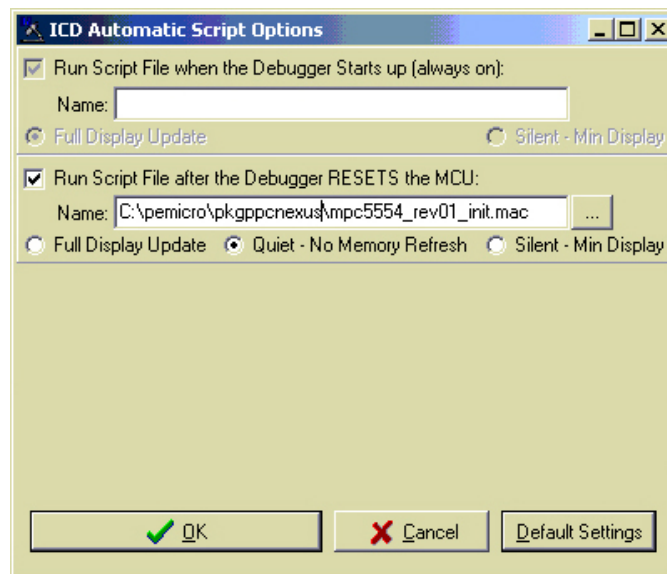 ICD Automatic Script Options
Run Script File when the Debugger Starts up (always on):
Name:
Full Display Update Silent - Min Display
Run Script File after the Debugger RESETS the MCU:
Name: C:\pemicro\pkgppcnexus\mpc5554_rev01_init.mac ...
Full Display Update Quiet - No Memory Refresh Silent - Min Display
OK Cancel Default Settings